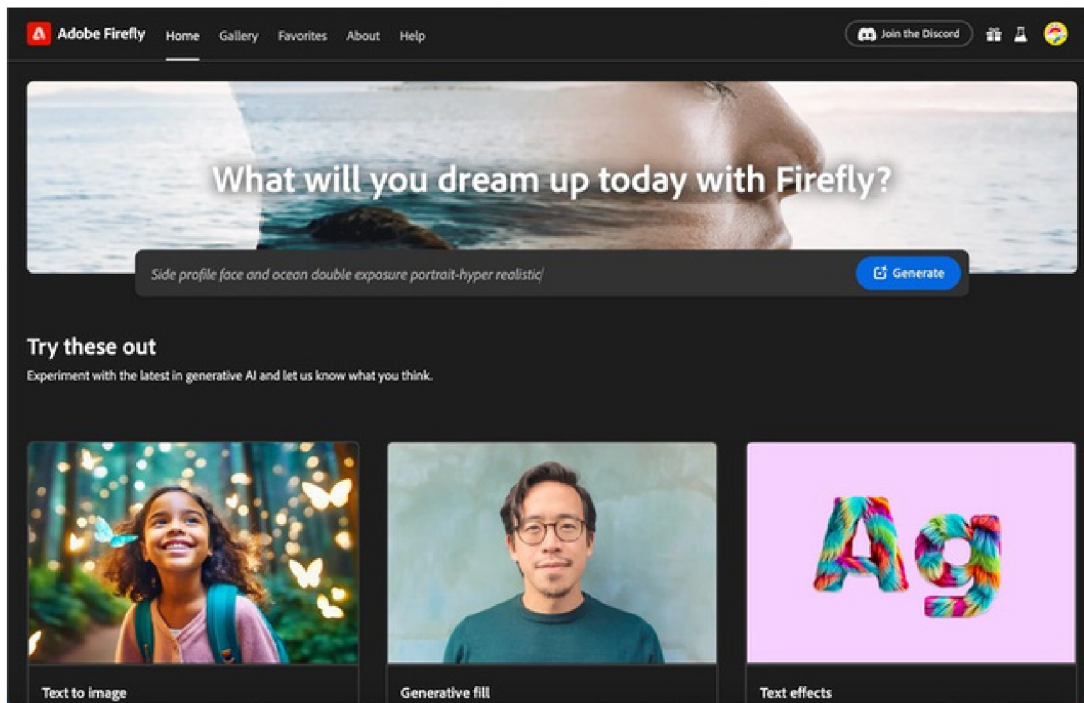 Adobe Firefly Home Gallery Favorites About Help Join the Discord
What will you dream up today with Firefly?
Side profile face and ocean double exposure portrait-hyper realistic
Generate
Try these out
Experiment with the latest in generative AI and let us know what you think.
Ag
Text to image
Generative fill
Text effects